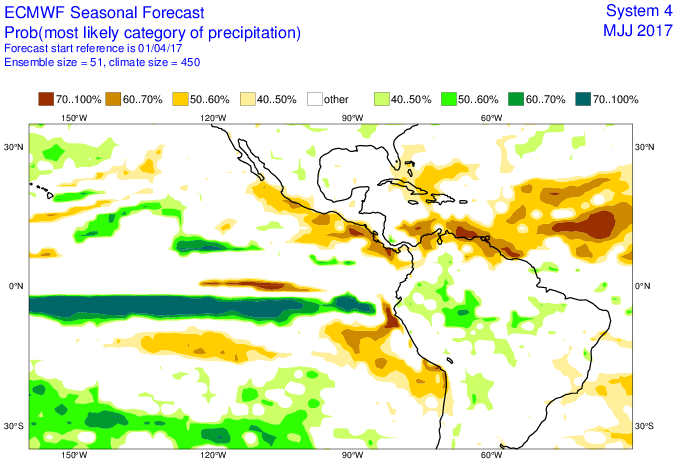 ECMWF Seasonal Forecast
System 4
Prob(most likely category of precipitation)
MJJ 2017
Forecast start reference is 01/04/17
Ensemble size = 51, climate size = 450
70..100% 60..70% 50..60% 40..50% other 40..50% 50..60% 60..70% 70..100%
150°W 120°W 90°W 60°W
30°N 30°N
0°N 0°N
30°S 30°S
150°W 120°W 90°W 60°W